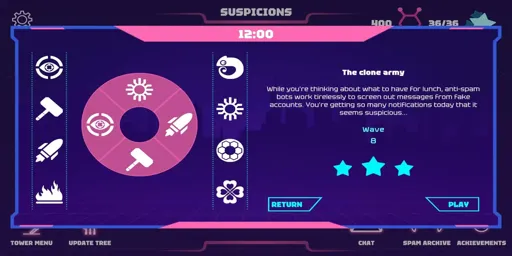 SUSPICIONS
400
36/36
12:00
The clone army
While you're thinking about what to have for lunch, anti-spam
bots work tirelessly to screen out messages from fake
accounts. You're getting so many notifications today that it
seems suspicious...
Wave
8
RETURN
PLAY
TOWER MENU
UPDATE TREE
CHAT
SPAM ARCHIVE
ACHIEVEMENTS